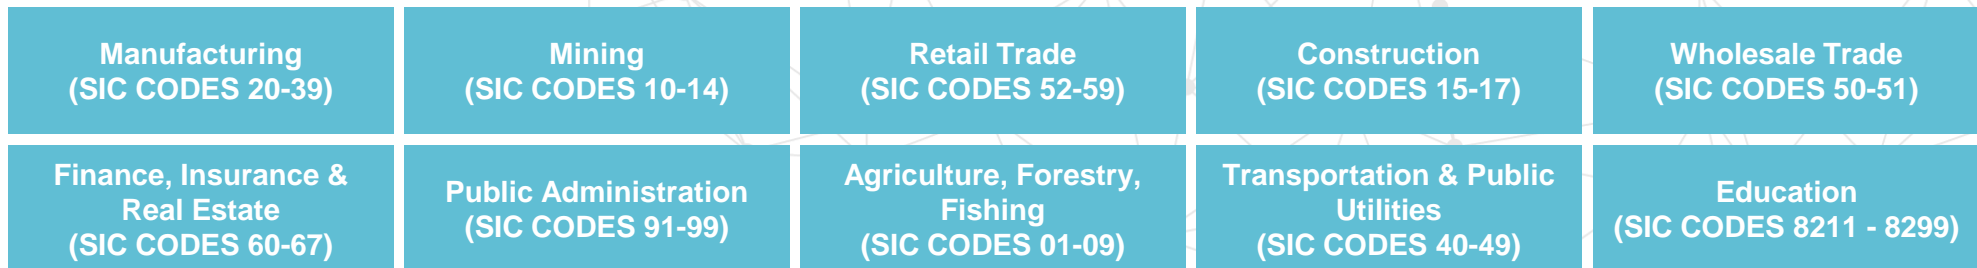 Manufacturing
(SIC CODES 20-39)
Mining
(SIC CODES 10-14)
Retail Trade
(SIC CODES 52-59)
Construction
(SIC CODES 15-17)
Wholesale Trade
(SIC CODES 50-51)
Finance, Insurance &
Real Estate
(SIC CODES 60-67)
Public Administration
(SIC CODES 91-99)
Agriculture, Forestry,
Fishing
(SIC CODES 01-09)
Transportation & Public
Utilities
(SIC CODES 40-49)
Education
(SIC CODES 8211 - 8299)